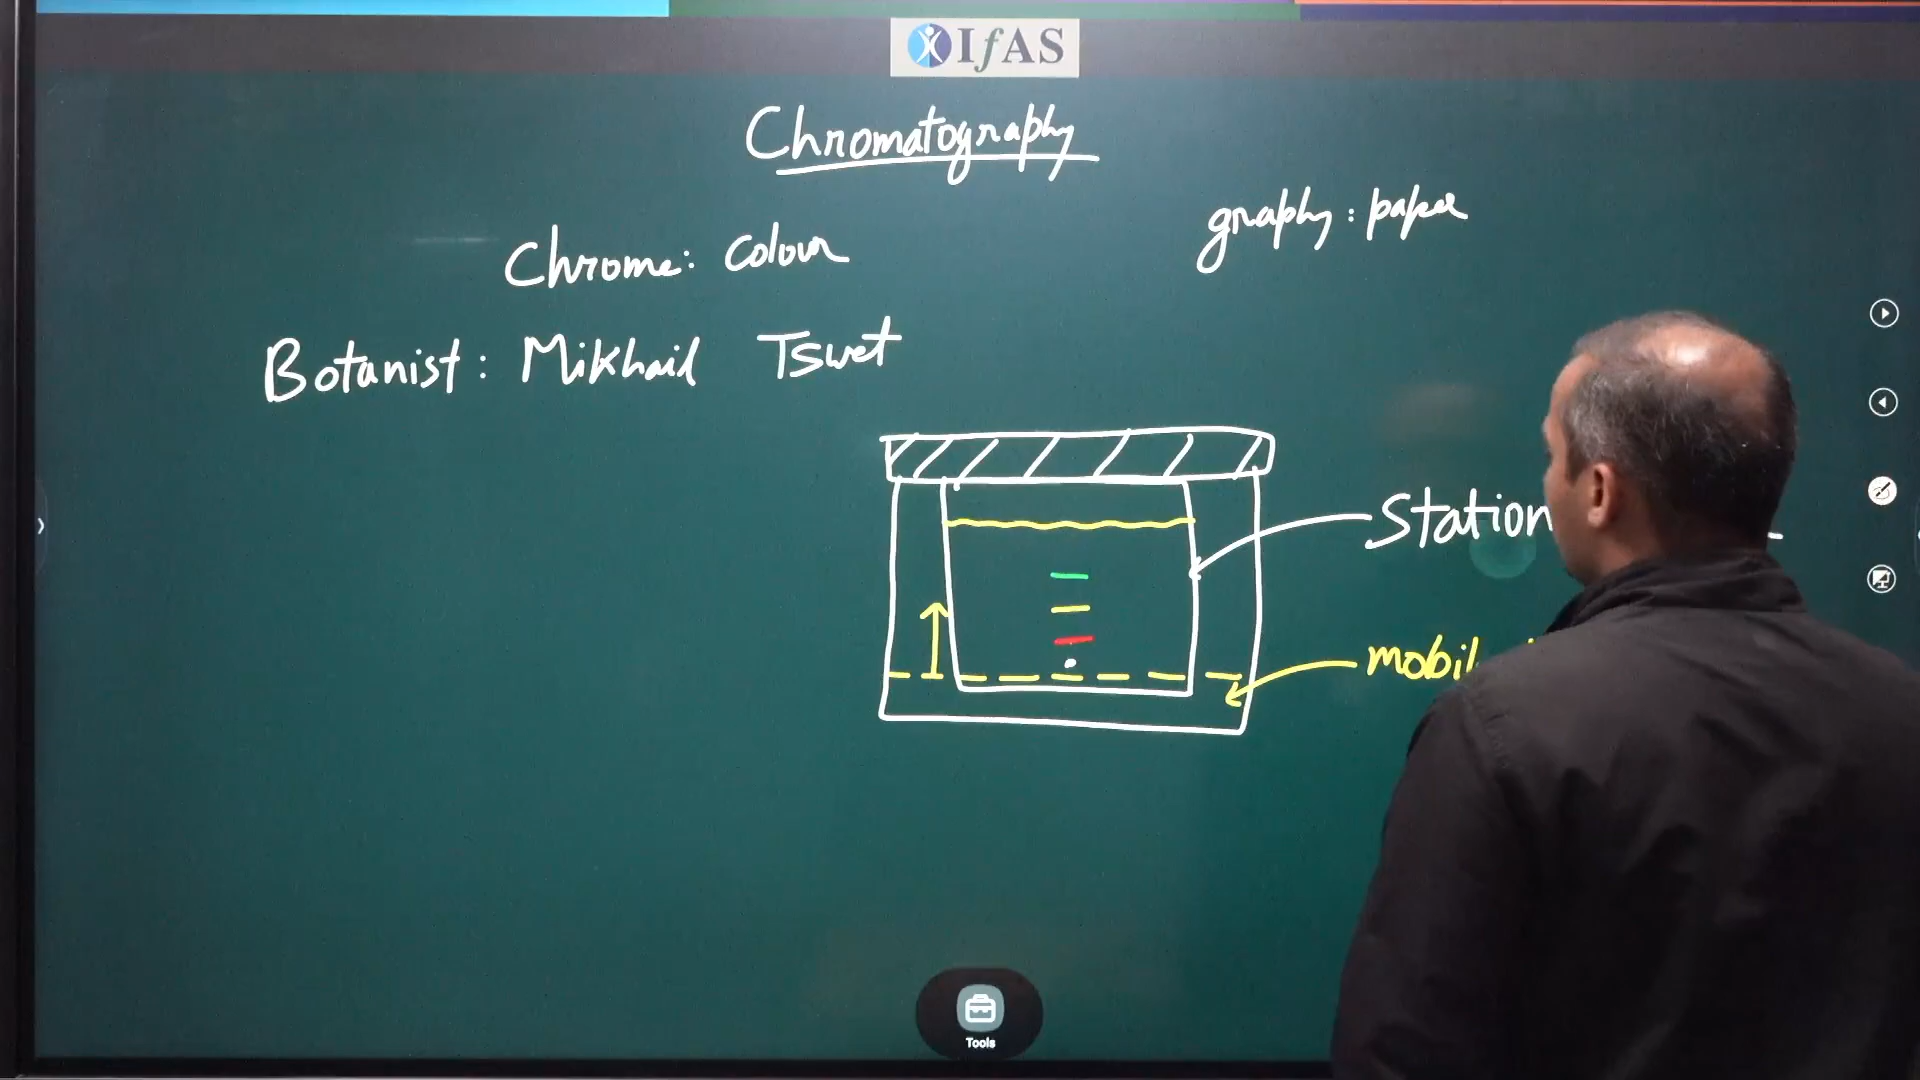 IfAS
Chromatography
Chrome: Colour
graphy: paper
Botanist: Mikhail Tswet
Station
mobil
Tools